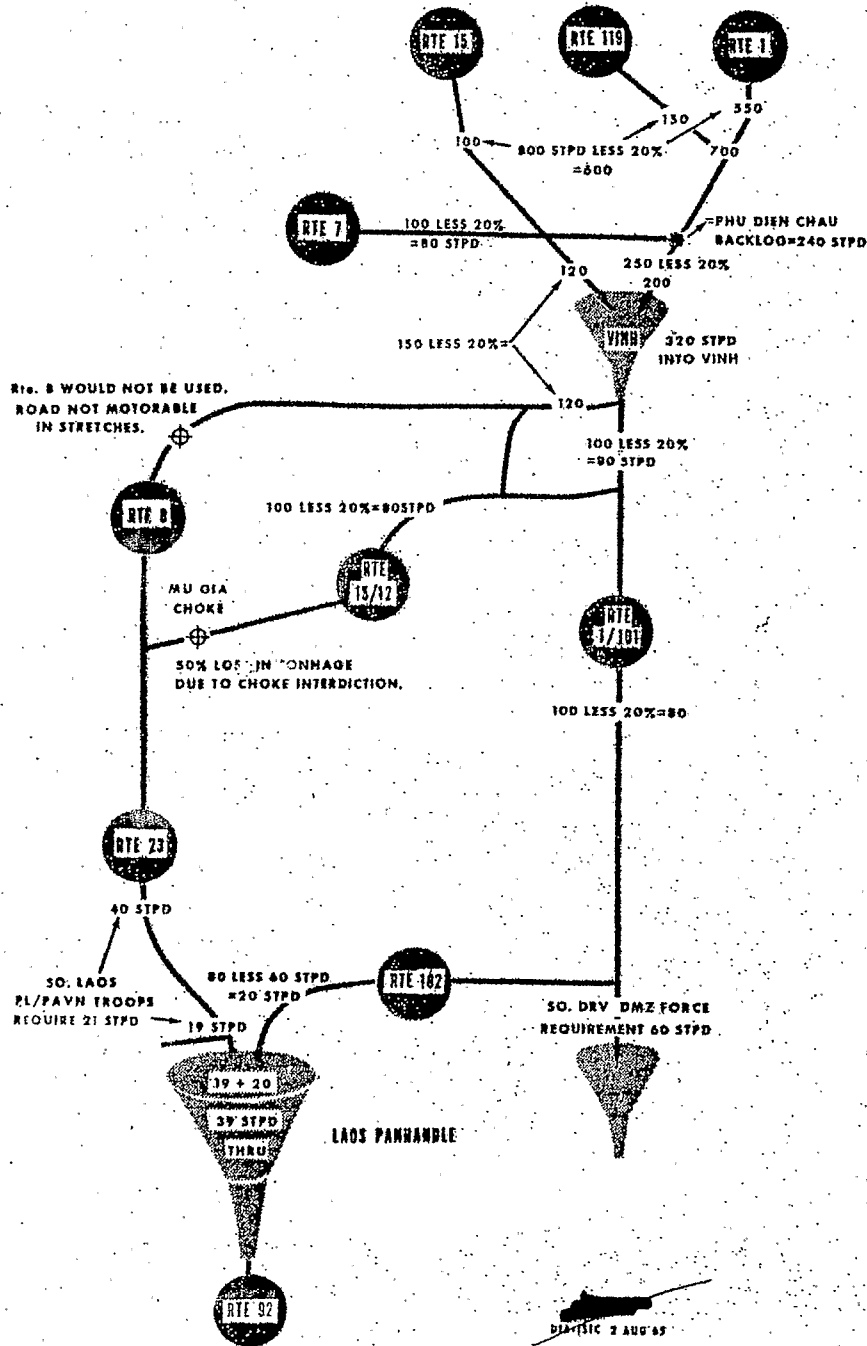 RTE 15
RTE 119
RTE 1
550
150
100
800 STPD LESS 20%
=600
700
RTE 7
100 LESS 20%
=80 STPD
=PHU DIEN CHAU
BACKLOG=240 STPD
250 LESS 20%
200
120
VINH
320 STPD
INTO VINH
150 LESS 20%=
Rte. 8 WOULD NOT BE USED.
ROAD NOT MOTORABLE
IN STRETCHES.
120
100 LESS 20%
=80 STPD
RTE 8
100 LESS 20%=80STPD
RTE
15/12
MU GIA
CHOKE
RTE
1/101
50% LOSS IN TONNAGE
DUE TO CHOKE INTERDICTION.
100 LESS 20%=80
RTE 23
40 STPD
SO. LAOS
PL/PAVN TROOPS
REQUIRE 21 STPD
80 LESS 60 STPD
=20 STPD
RTE 182
SO. DRV DMZ FORCE
REQUIREMENT 60 STPD
19 STPD
19 + 20
39 STPD
THRU
LAOS PANHANDLE
RTE 92
2 AUG 65